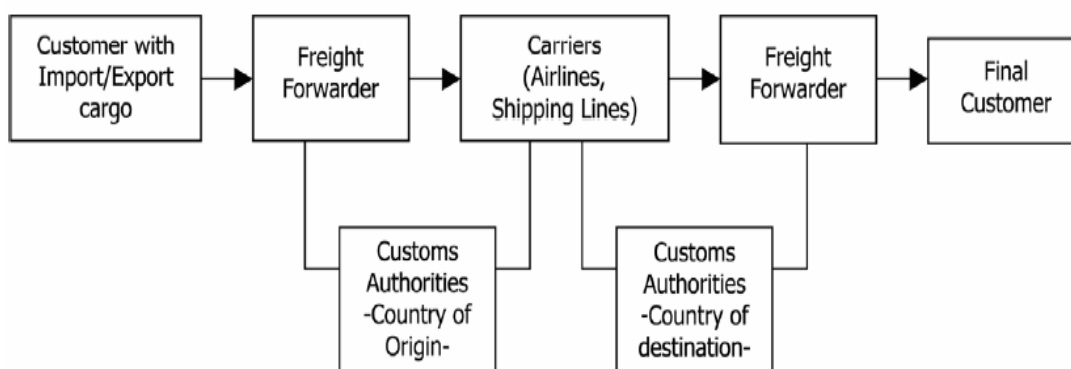 Customer with
Import/Export
cargo
Freight
Forwarder
Carriers
(Airlines,
Shipping Lines)
Freight
Forwarder
Final
Customer
Customs
Authorities
-Country of
Origin-
Customs
Authorities
-Country of
destination-